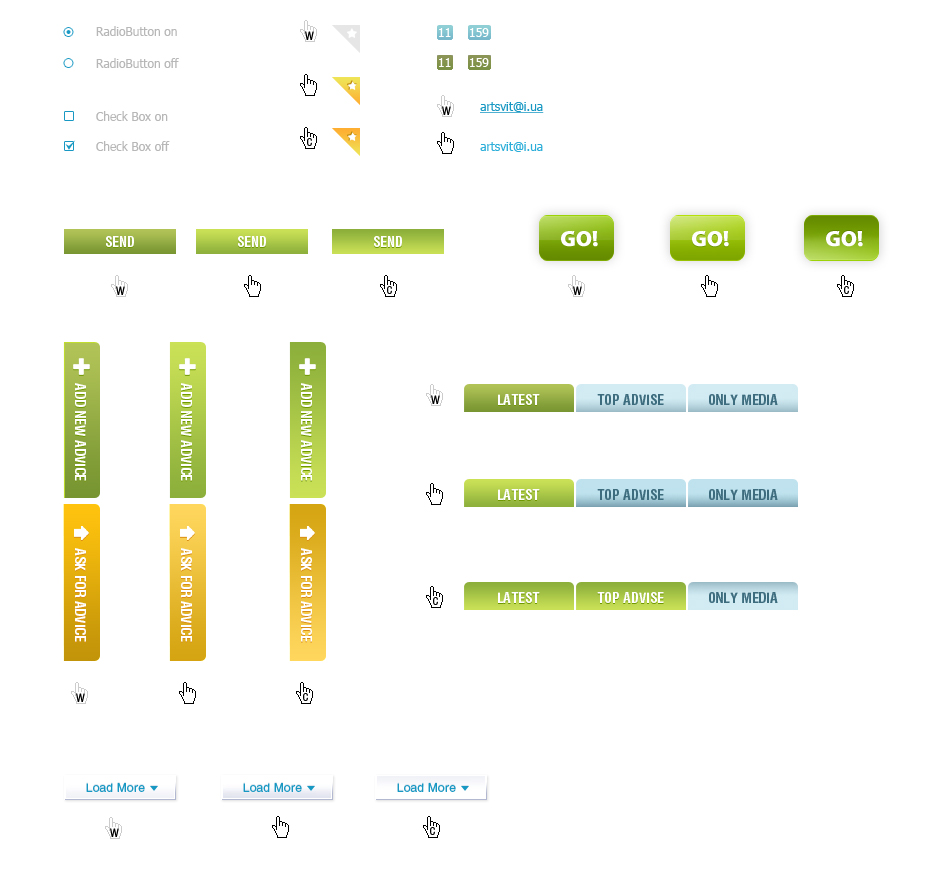 RadioButton on
W
11 159
RadioButton off
11 159
W
artsvit@i.ua
Check Box on
C
Check Box off
artsvit@i.ua
SEND SEND SEND
GO! GO! GO!
W C
W C
ADD NEW ADVICE ADD NEW ADVICE ADD NEW ADVICE
W
LATEST TOP ADVISE ONLY MEDIA
LATEST TOP ADVISE ONLY MEDIA
ASK FOR ADVICE ASK FOR ADVICE ASK FOR ADVICE
C
LATEST TOP ADVISE ONLY MEDIA
W C
Load More Load More Load More
W C